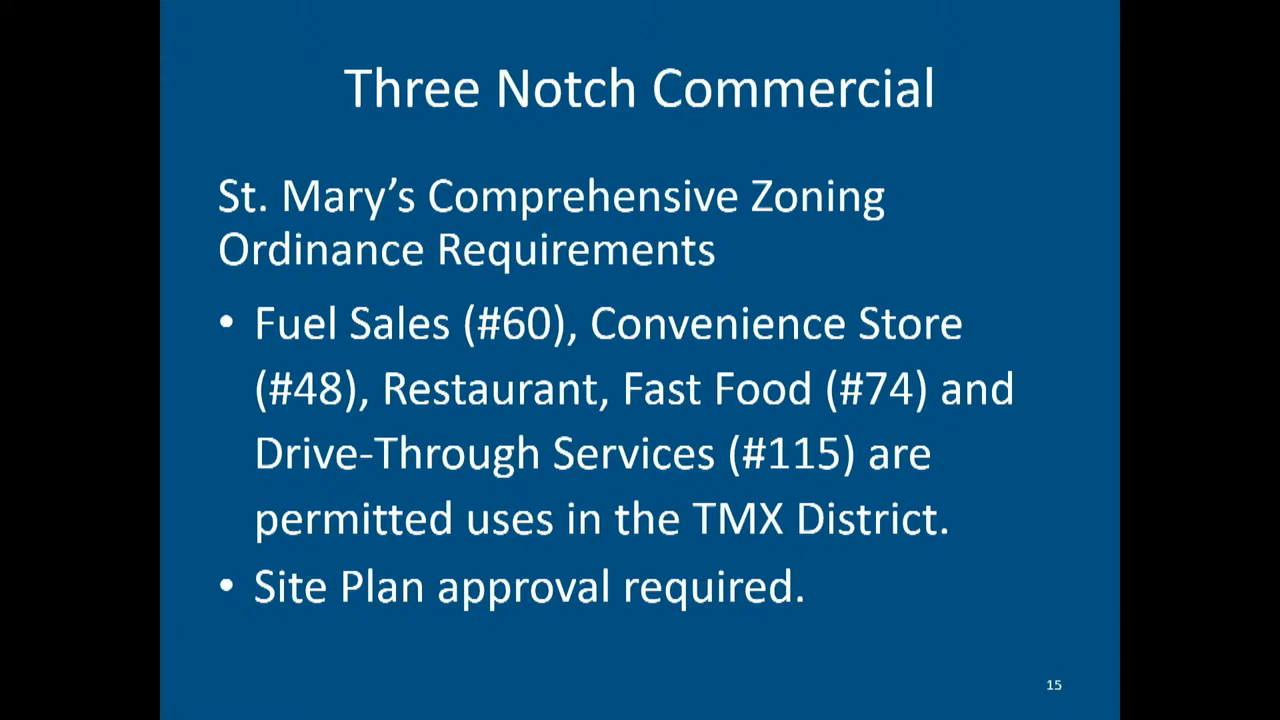 Three Notch Commercial
St. Mary’s Comprehensive Zoning
Ordinance Requirements
• Fuel Sales (#60), Convenience Store
(#48), Restaurant, Fast Food (#74) and
Drive-Through Services (#115) are
permitted uses in the TMX District.
• Site Plan approval required.
15